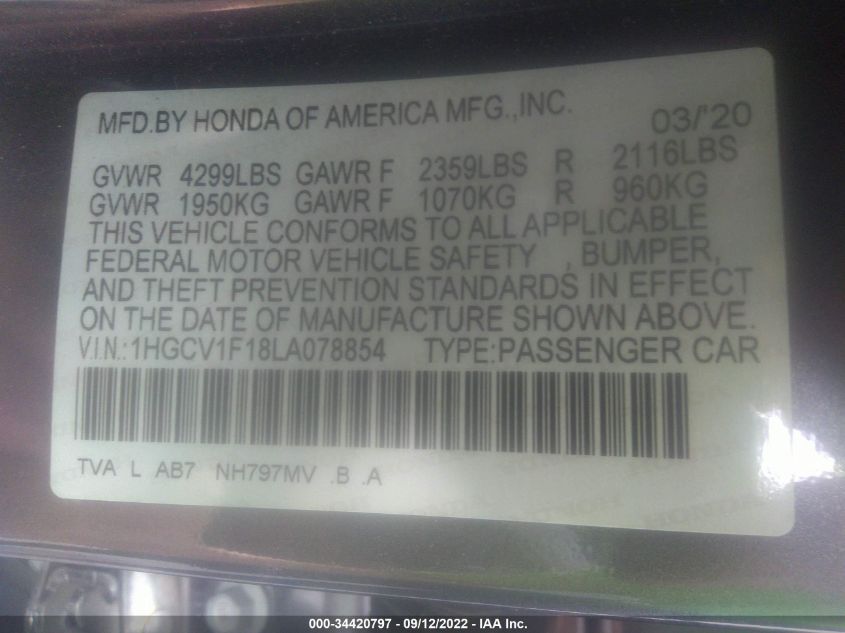 MFD.BY HONDA OF AMERICA MFG.,INC. 03/'20
GVWR 4299LBS GAWR F 2359LBS R 2116LBS
GVWR 1950KG GAWR F 1070KG R 960KG
THIS VEHICLE CONFORMS TO ALL APPLICABLE
FEDERAL MOTOR VEHICLE SAFETY , BUMPER,
AND THEFT PREVENTION STANDARDS IN EFFECT
ON THE DATE OF MANUFACTURE SHOWN ABOVE.
V.I.N.:1HGCV1F18LA078854 TYPE:PASSENGER CAR
TVA L AB7 NH797MV .B .A
000-34420797 - 09/12/2022 - IAA Inc.